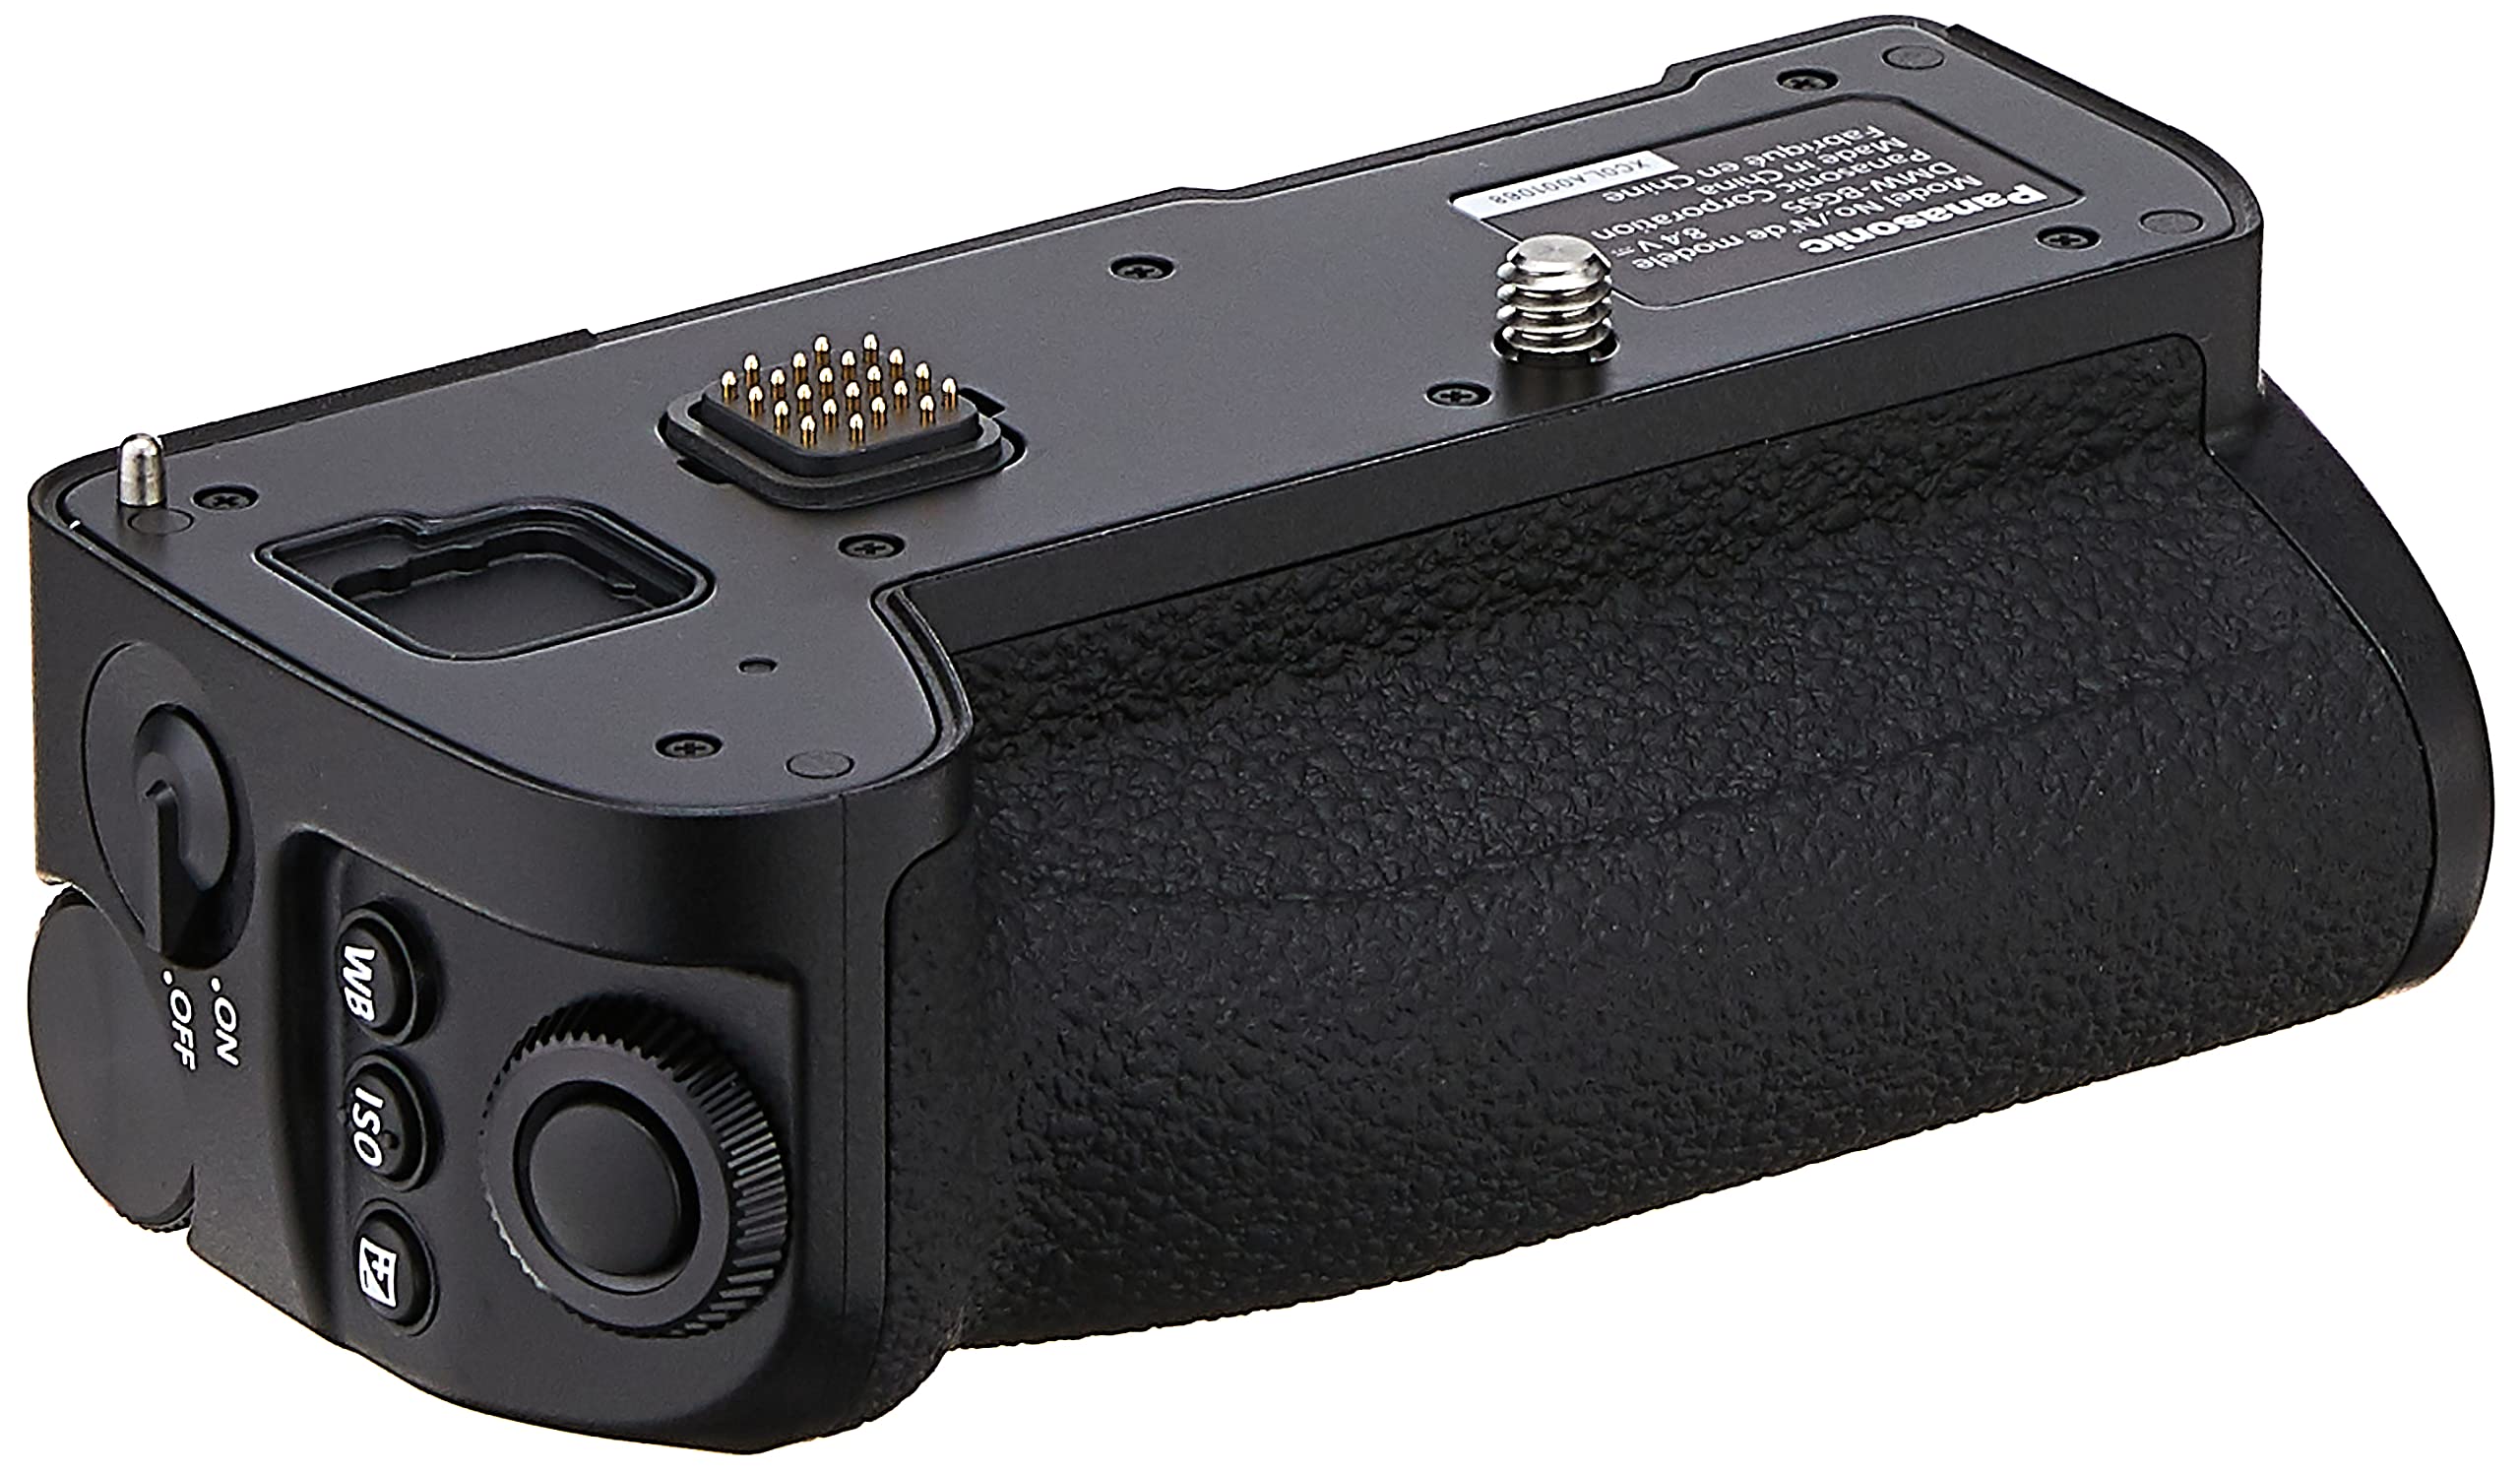 Panasonic
Model No./N° de modèle
DMW-BGS5 8.4 V ⎓
Panasonic Corporation
Made in China
Fabriqué en Chine
XC0LA001088
.ON
.OFF
WB
ISO